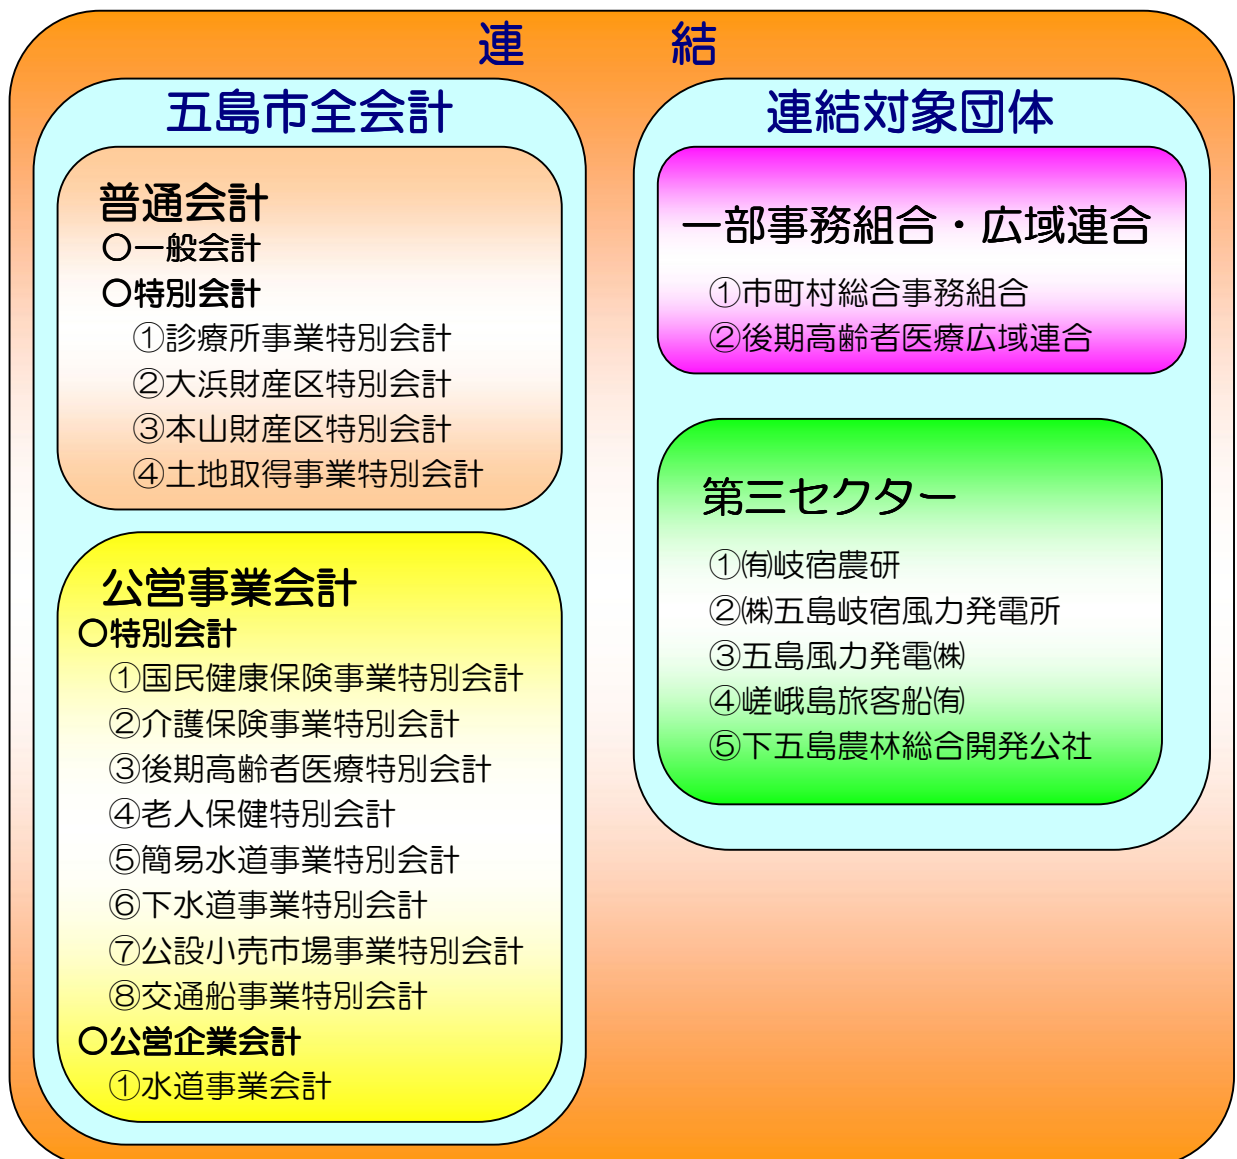 連　結
五島市全会計
普通会計
○一般会計
○特別会計
①診療所事業特別会計
②大浜財産区特別会計
③本山財産区特別会計
④土地取得事業特別会計
公営事業会計
○特別会計
①国民健康保険事業特別会計
②介護保険事業特別会計
③後期高齢者医療特別会計
④老人保健特別会計
⑤簡易水道事業特別会計
⑥下水道事業特別会計
⑦公設小売市場事業特別会計
⑧交通船事業特別会計
○公営企業会計
①水道事業会計
連結対象団体
一部事務組合・広域連合
①市町村総合事務組合
②後期高齢者医療広域連合
第三セクター
①㈲岐宿農研
②㈱五島岐宿風力発電所
③五島風力発電㈱
④嵯峨島旅客船㈲
⑤下五島農林総合開発公社